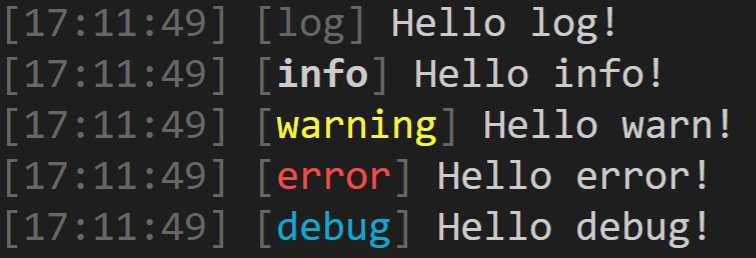 [17:11:49] [log] Hello log!
[17:11:49] [info] Hello info!
[17:11:49] [warning] Hello warn!
[17:11:49] [error] Hello error!
[17:11:49] [debug] Hello debug!